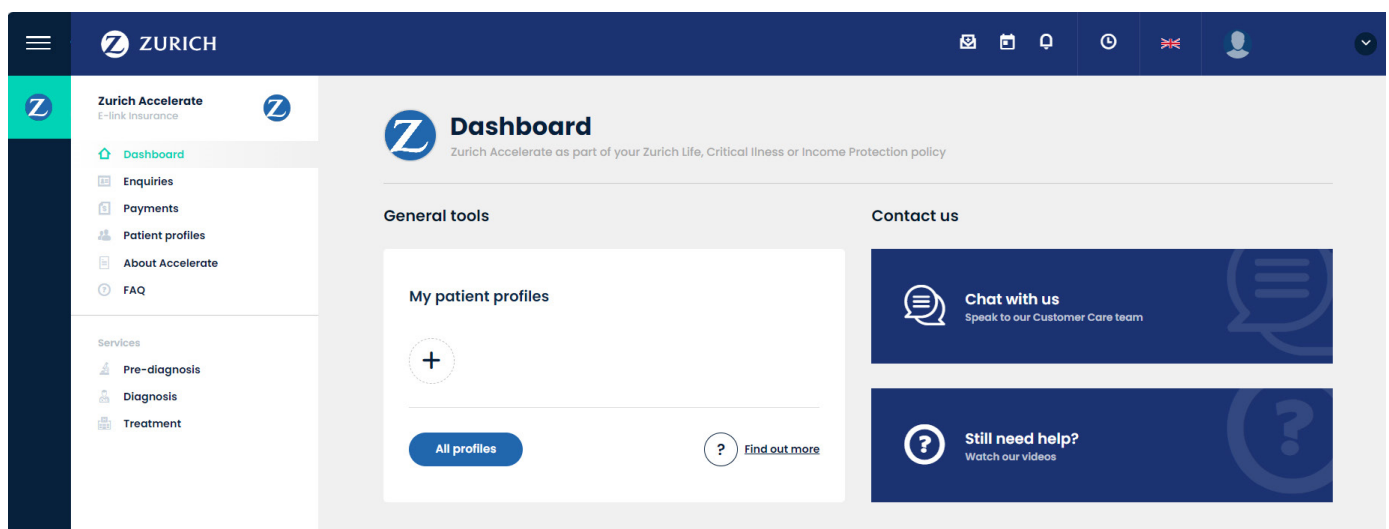 Z ZURICH
Z
Zurich Accelerate
E-link Insurance
Z
Dashboard
Enquiries
Payments
Patient profiles
About Accelerate
? FAQ
Services
Pre-diagnosis
Diagnosis
Treatment
Z
Dashboard
Zurich Accelerate as part of your Zurich Life, Critical Ilness or Income Protection policy
General tools
My patient profiles
+
All profiles
? Find out more
Contact us
Chat with us
Speak to our Customer Care team
? Still need help?
Watch our videos
?